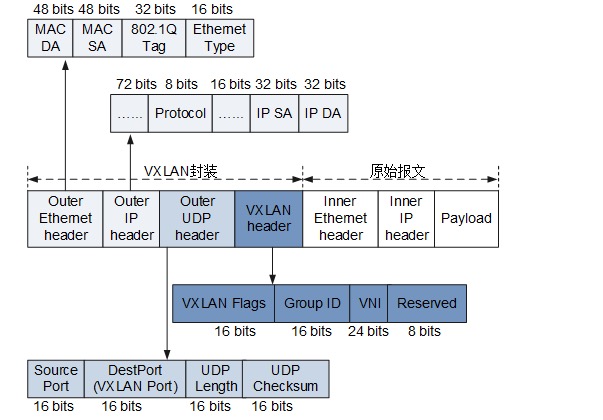 48 bits 48 bits 32 bits 16 bits
MAC DA
MAC SA
802.1Q Tag
Ethernet Type
72 bits 8 bits 16 bits 32 bits 32 bits
...... Protocol ...... IP SA IP DA
VXLAN封装 原始报文
Outer Ethernet header
Outer IP header
Outer UDP header
VXLAN header
Inner Ethernet header
Inner IP header
Payload
VXLAN Flags Group ID VNI Reserved
16 bits 16 bits 24 bits 8 bits
Source Port
DestPort (VXLAN Port)
UDP Length
UDP Checksum
16 bits 16 bits 16 bits 16 bits